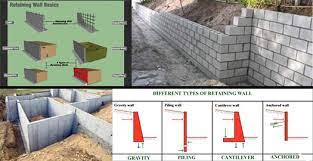 Retaining Wall Basics
DIFFERENT TYPES OF RETAINING WALL
Gravity wall
Piling wall
Cantilever wall
Anchored wall
GRAVITY
PILING
CANTILEVER
ANCHORED